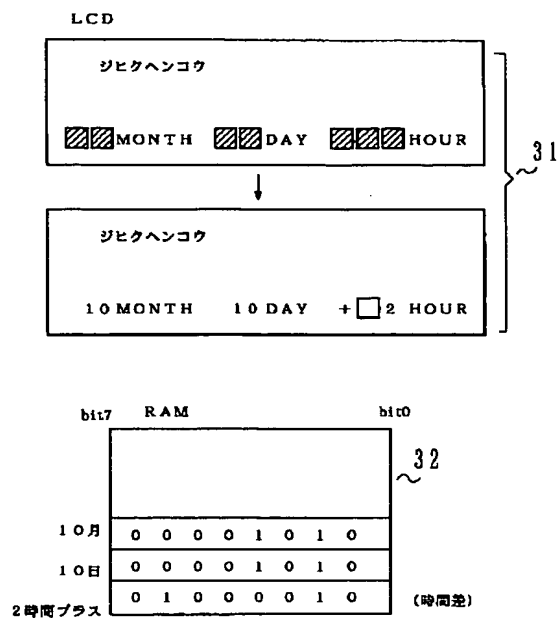 LCD
ジヒクヘンコウ
MONTH DAY HOUR
31
ジヒクヘンコウ
10MONTH 10DAY +□2 HOUR
bit7 RAM bit0
32
10月 0 0 0 0 1 0 1 0
10日 0 0 0 0 1 0 1 0
2時間プラス 0 1 0 0 0 0 1 0 (時間差)